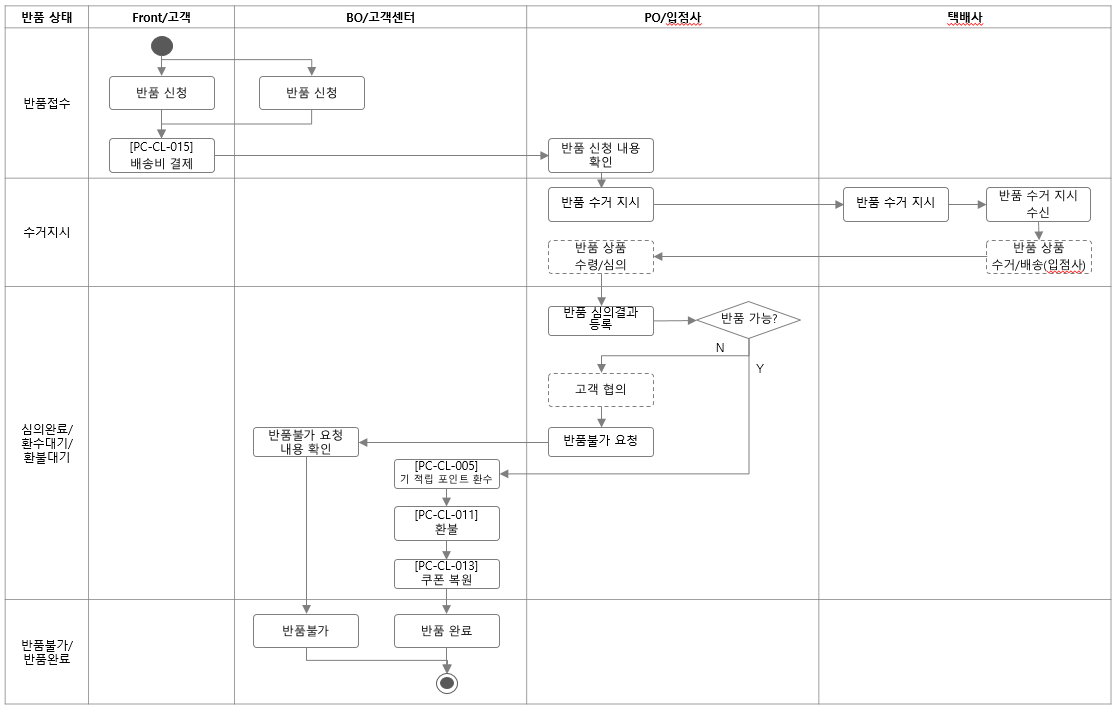 반품 상태
Front/고객
BO/고객센터
PO/입점사
택배사
반품접수
반품 신청
반품 신청
[PC-CL-015]
배송비 결제
반품 신청 내용
확인
수거지시
반품 수거 지시
반품 수거 지시
반품 수거 지시
수신
반품 상품
수령/심의
반품 상품
수거/배송(입점사)
심의완료/
환수대기/
환불대기
반품 심의결과
등록
반품 가능?
N
Y
고객 협의
반품불가 요청
반품불가 요청
내용 확인
[PC-CL-005]
기 적립 포인트 환수
[PC-CL-011]
환불
[PC-CL-013]
쿠폰 복원
반품불가/
반품완료
반품불가
반품 완료